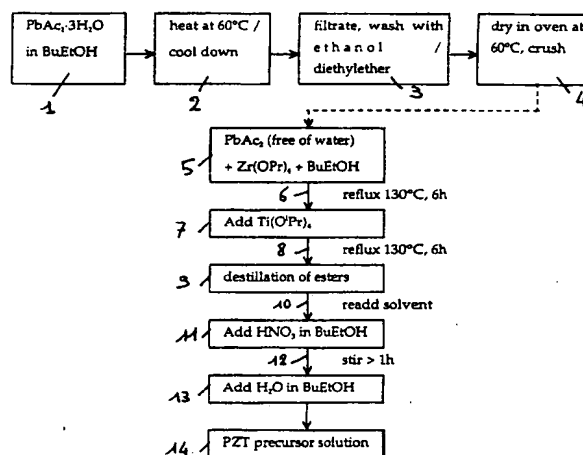 PbAc₂·3H₂O
in BuEtOH
heat at 60°C /
cool down
filtrate, wash with
ethanol /
diethylether
dry in oven at
60°C, crush
1
2
3
4
PbAc₂ (free of water)
+ Zr(OPr)₄ + BuEtOH
5
6 reflux 130°C, 6h
7 Add Ti(OⁱPr)₄
8 reflux 130°C, 6h
9 destillation of esters
10 readd solvent
11 Add HNO₃ in BuEtOH
12 stir > 1h
13 Add H₂O in BuEtOH
14 PZT precursor solution